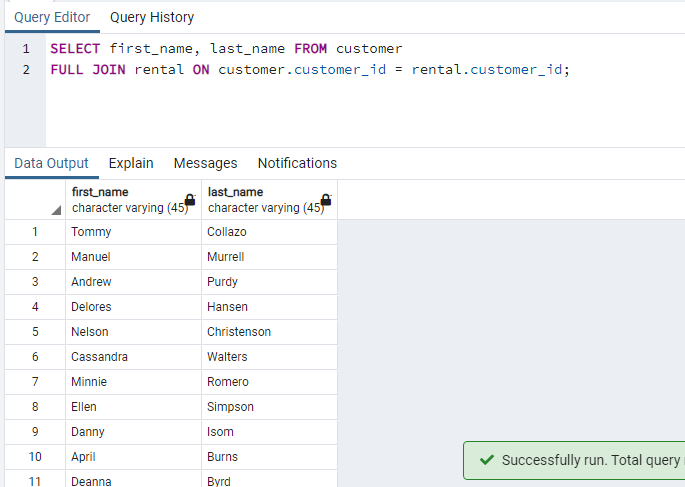 Query Editor Query History
1 SELECT first_name, last_name FROM customer
2 FULL JOIN rental ON customer.customer_id = rental.customer_id;
Data Output Explain Messages Notifications
first_name last_name
character varying (45) character varying (45)
1 Tommy Collazo
2 Manuel Murrell
3 Andrew Purdy
4 Delores Hansen
5 Nelson Christenson
6 Cassandra Walters
7 Minnie Romero
8 Ellen Simpson
9 Danny Isom
10 April Burns
11 Deanna Byrd
Successfully run. Total query